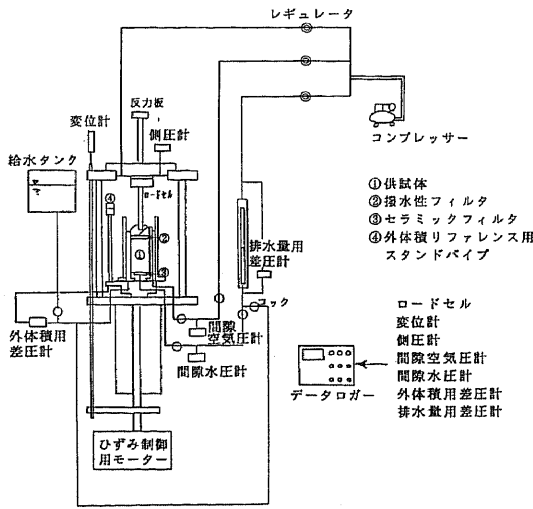 レギュレータ
反力板
変位計
側圧計
給水タンク
コンプレッサー
ロードセル
④
②
①
③
①供試体
②撥水性フィルタ
③セラミックフィルタ
④外体積リファレンス用
スタンドパイプ
排水量用
差圧計
コック
外体積用
差圧計
間隙
空気圧計
間隙水圧計
データロガー
ロードセル
変位計
側圧計
間隙空気圧計
間隙水圧計
外体積用差圧計
排水量用差圧計
ひずみ制御
用モーター